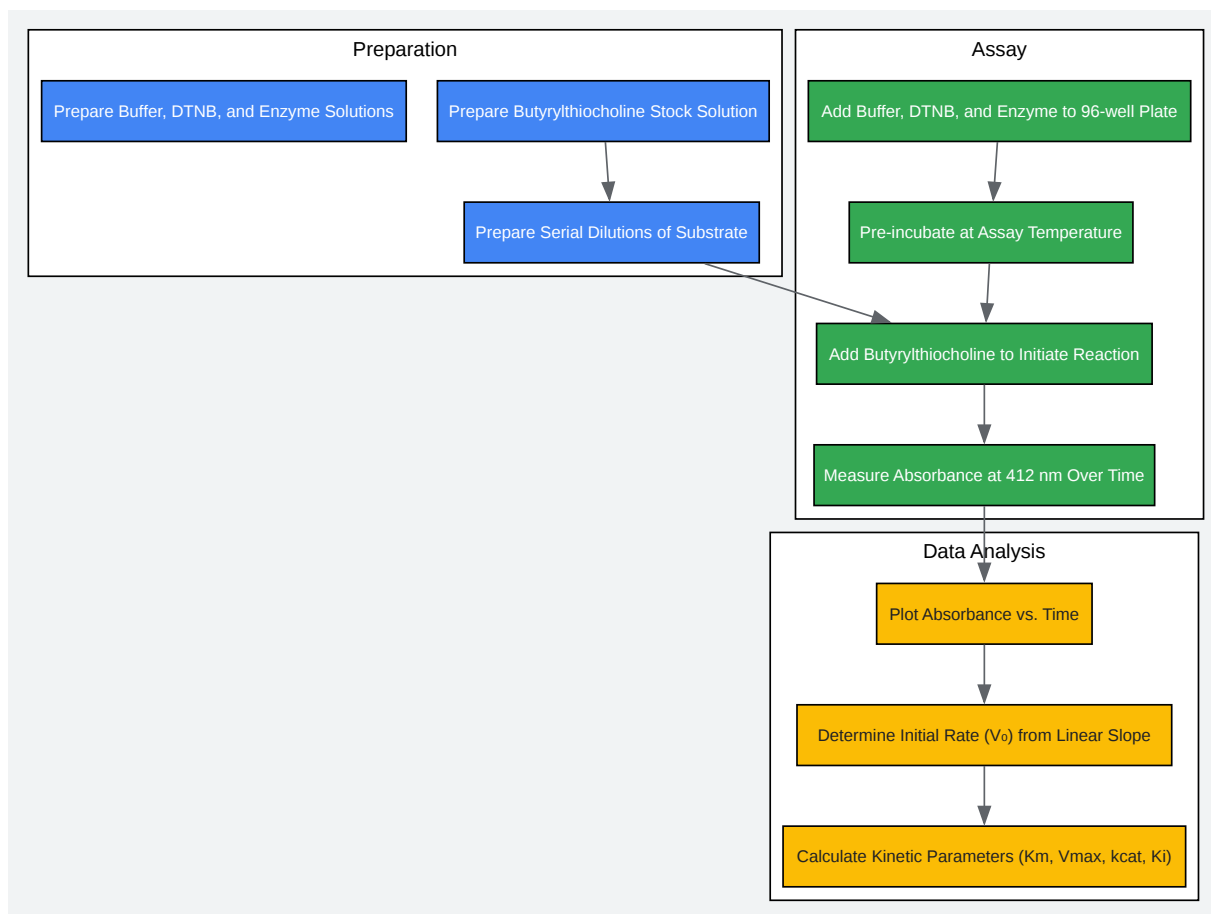 Preparation
Prepare Buffer, DTNB, and Enzyme Solutions
Prepare Butyrylthiocholine Stock Solution
Prepare Serial Dilutions of Substrate
Assay
Add Buffer, DTNB, and Enzyme to 96-well Plate
Pre-incubate at Assay Temperature
Add Butyrylthiocholine to Initiate Reaction
Measure Absorbance at 412 nm Over Time
Data Analysis
Plot Absorbance vs. Time
Determine Initial Rate (V₀) from Linear Slope
Calculate Kinetic Parameters (Km, Vmax, kcat, Ki)